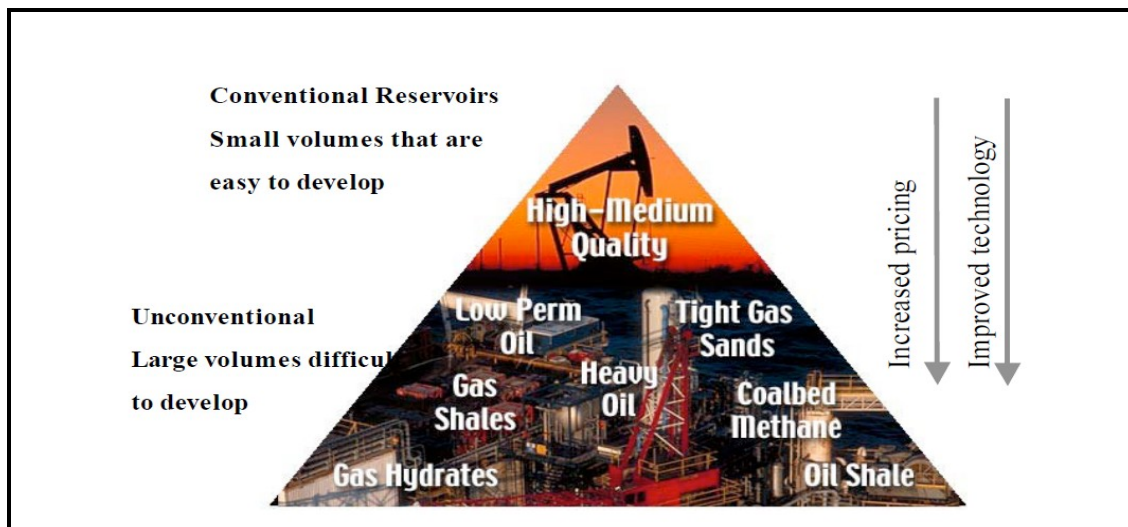 Conventional Reservoirs
Small volumes that are
easy to develop
High-Medium
Quality
Increased pricing
Improved technology
Unconventional
Large volumes difficul
to develop
Low Perm
Oil
Tight Gas
Sands
Gas
Shales
Heavy
Oil
Coalbed
Methane
Gas Hydrates
Oil Shale